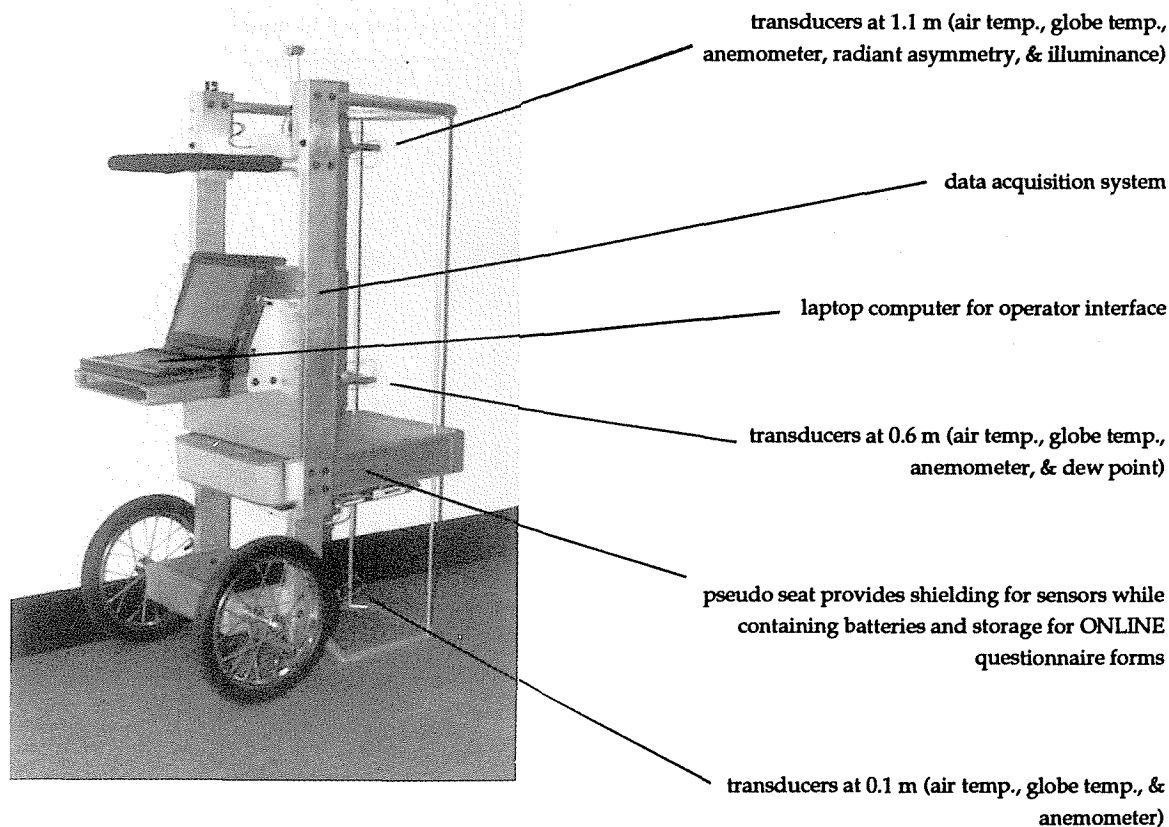 transducers at 1.1 m (air temp., globe temp.,
anemometer, radiant asymmetry, & illuminance)
data acquisition system
laptop computer for operator interface
transducers at 0.6 m (air temp., globe temp.,
anemometer, & dew point)
pseudo seat provides shielding for sensors while
containing batteries and storage for ONLINE
questionnaire forms
transducers at 0.1 m (air temp., globe temp., &
anemometer)